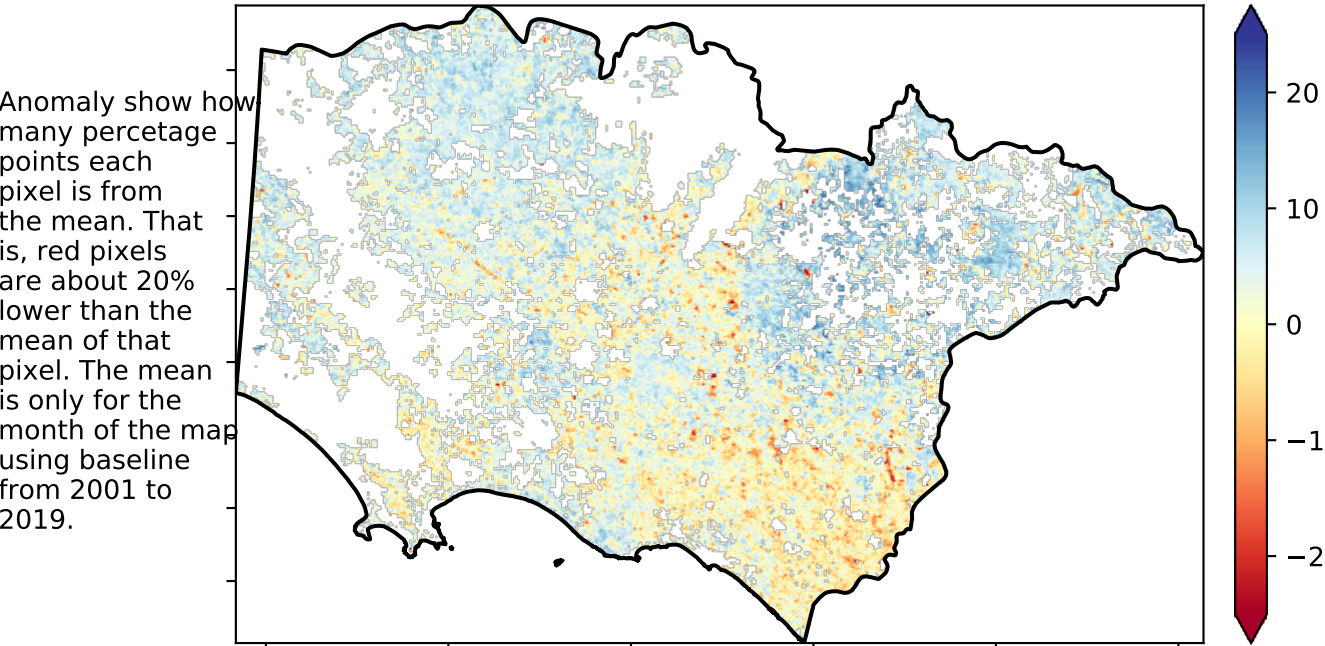 Anomaly show how
many percetage
points each
pixel is from
the mean. That
is, red pixels
are about 20%
lower than the
mean of that
pixel. The mean
is only for the
month of the map
using baseline
from 2001 to
2019.
20
10
0
−1
−2